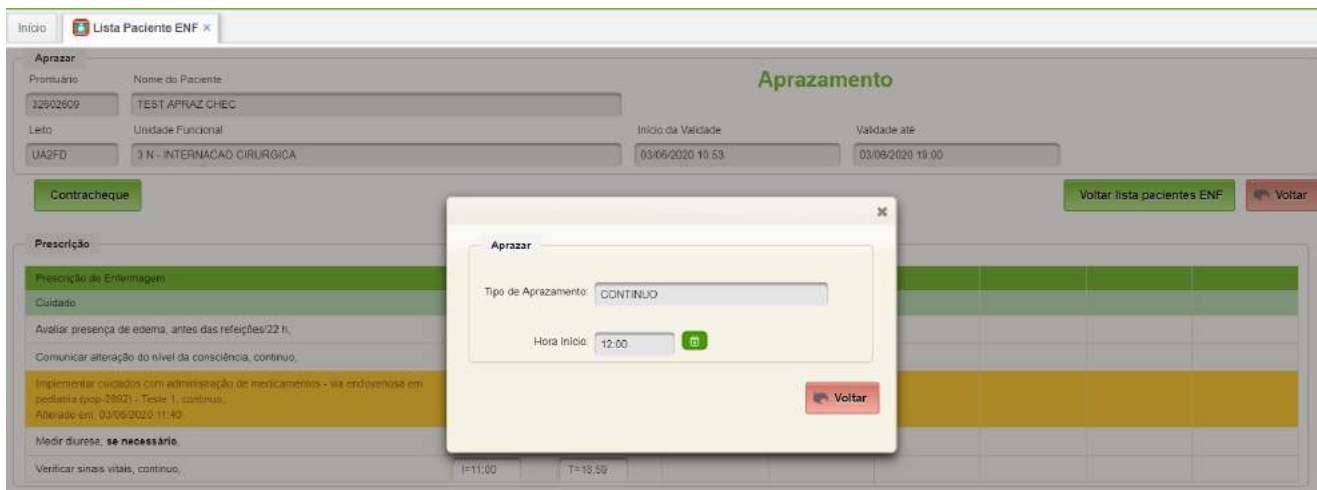 Início
Lista Paciente ENF ×
Aprazar
Prontuário Nome do Paciente
Aprazamento
32602609 TEST APRAZ CHEC
Leito Unidade Funcional Início da Validade Validade até
UA2FD 3 N - INTERNACAO CIRURGICA 03/06/2020 10:53 03/06/2020 19:00
Contracheque
Voltar lista pacientes ENF
Voltar
Prescrição
Prescrição de Enfermagem
Cuidado
Avaliar presença de edema, antes das refeições/22 h,
Comunicar alteração do nível da consciência, continuo,
Implementar cuidados com administração de medicamentos - via endovenosa em
pediatria (pop-2892) - Teste 1, continuo,
Alterado em: 03/06/2020 11:40
Medir diurese, se necessário,
Verificar sinais vitais, continuo, I=11:00 T=18:59
Aprazar
Tipo de Aprazamento: CONTINUO
Hora Início: 12:00
Voltar